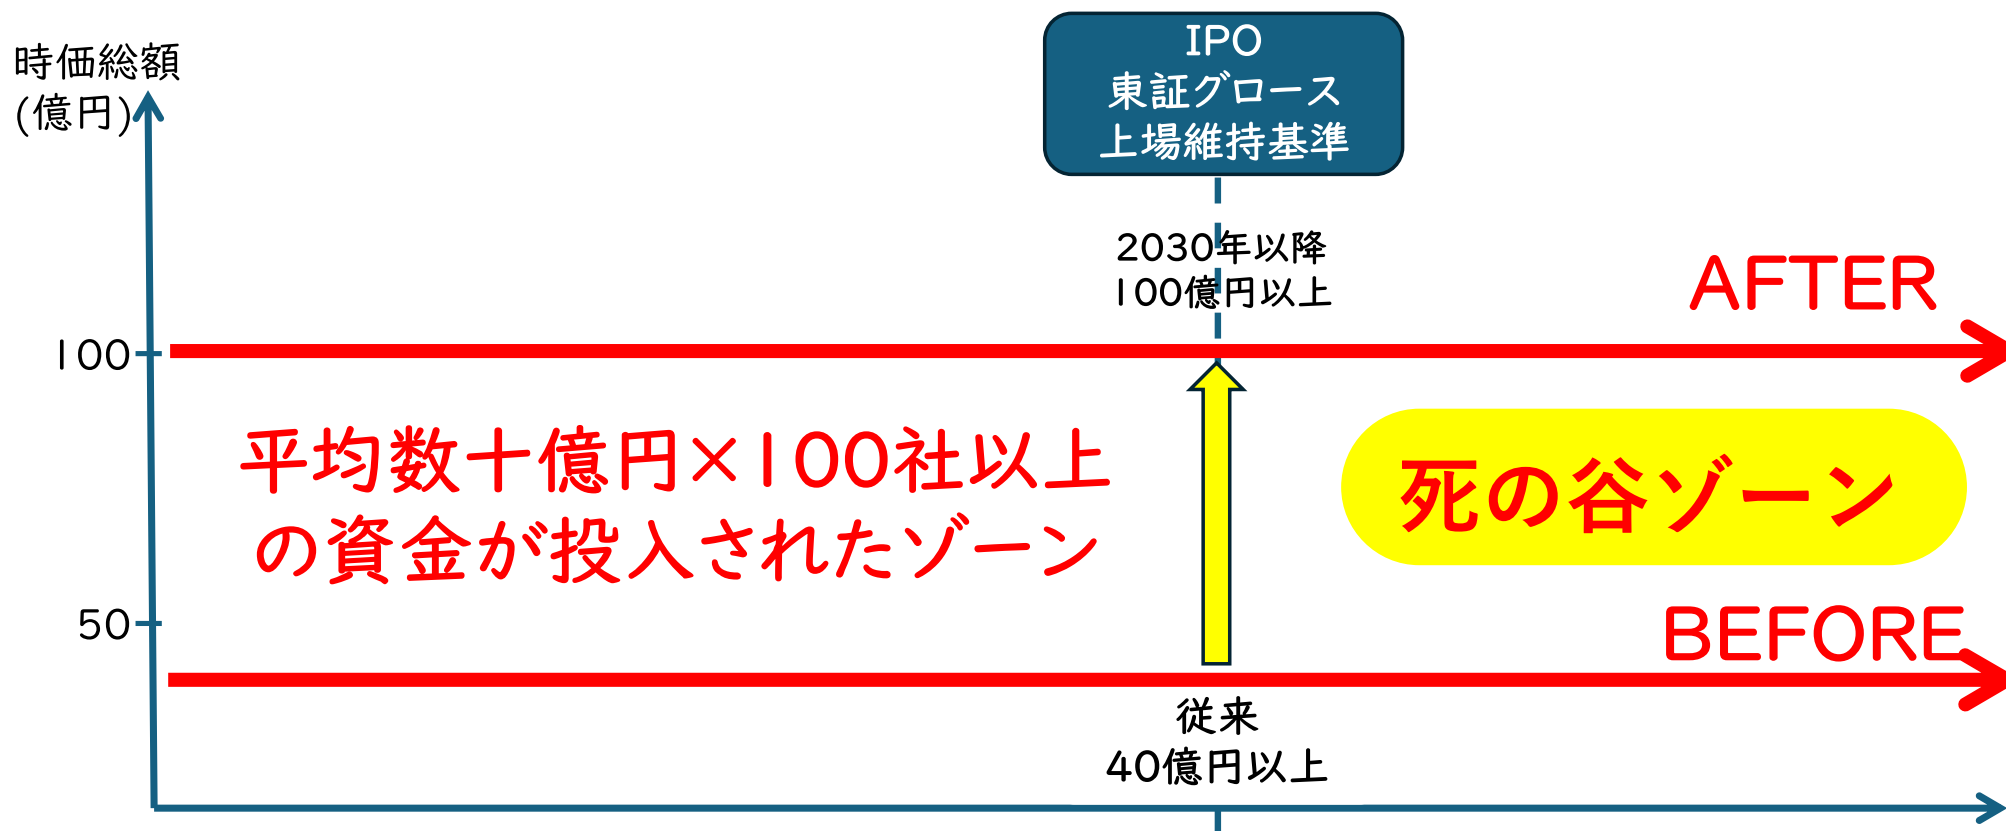 時価総額
(億円)
IPO
東証グロース
上場維持基準
2030年以降
100億円以上
AFTER
100
平均数十億円×100社以上
の資金が投入されたゾーン
死の谷ゾーン
50
BEFORE
従来
40億円以上